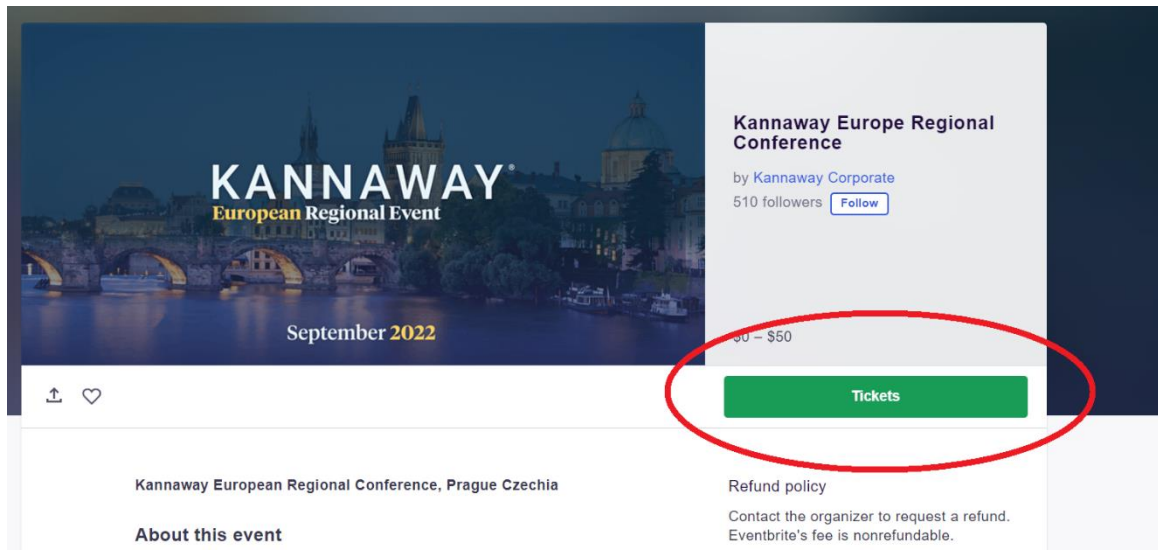 KANNAWAY®
European Regional Event
September 2022
Kannaway Europe Regional
Conference
by Kannaway Corporate
510 followers Follow
$0 – $50
Tickets
Kannaway European Regional Conference, Prague Czechia
About this event
Refund policy
Contact the organizer to request a refund.
Eventbrite's fee is nonrefundable.